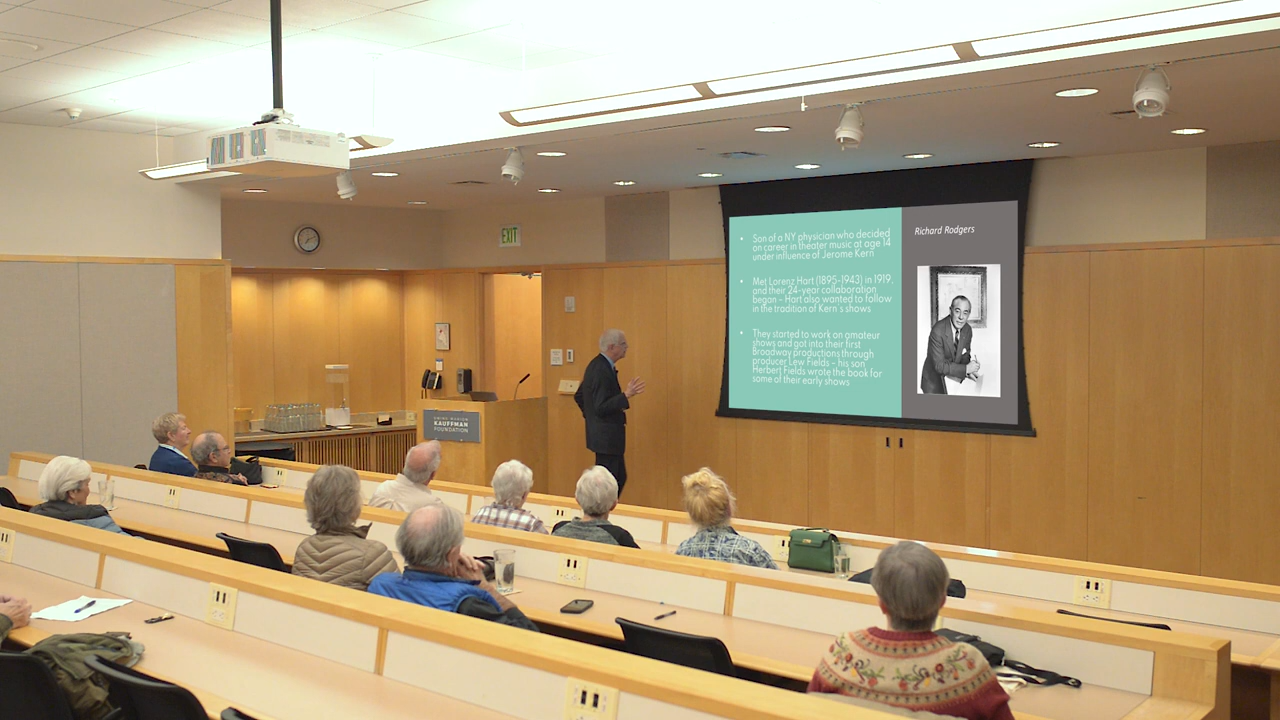 EXIT
Richard Rodgers
• Son of a NY physician who decided
on career in theater music at age 14
under influence of Jerome Kern
• Met Lorenz Hart (1895-1943) in 1919,
and their 24-year collaboration
began – Hart also wanted to follow
in the tradition of Kern's shows
• They started to work on amateur
shows and got into their first
Broadway productions through
producer Lew Fields – his son
Herbert Fields wrote the book for
some of their early shows
EWING MARION
KAUFFMAN
FOUNDATION